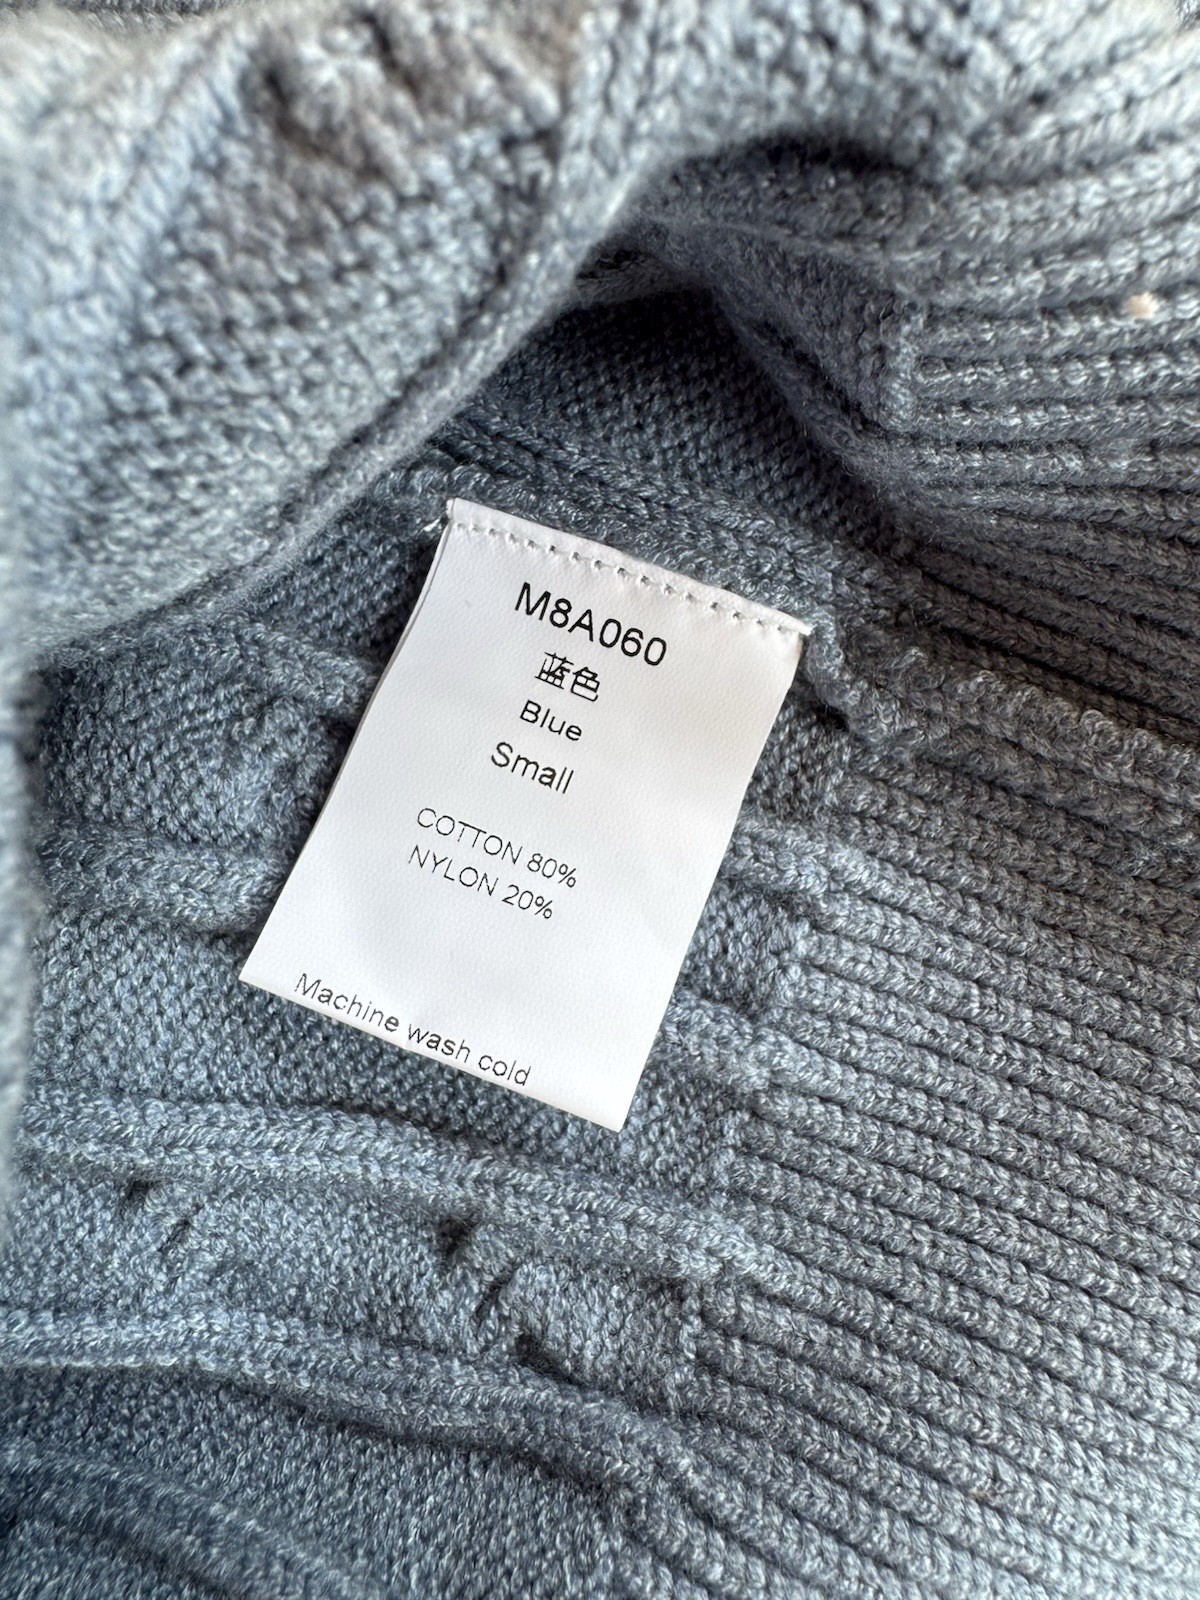 M8A060
蓝色
Blue
Small
COTTON 80%
NYLON 20%
Machine wash cold